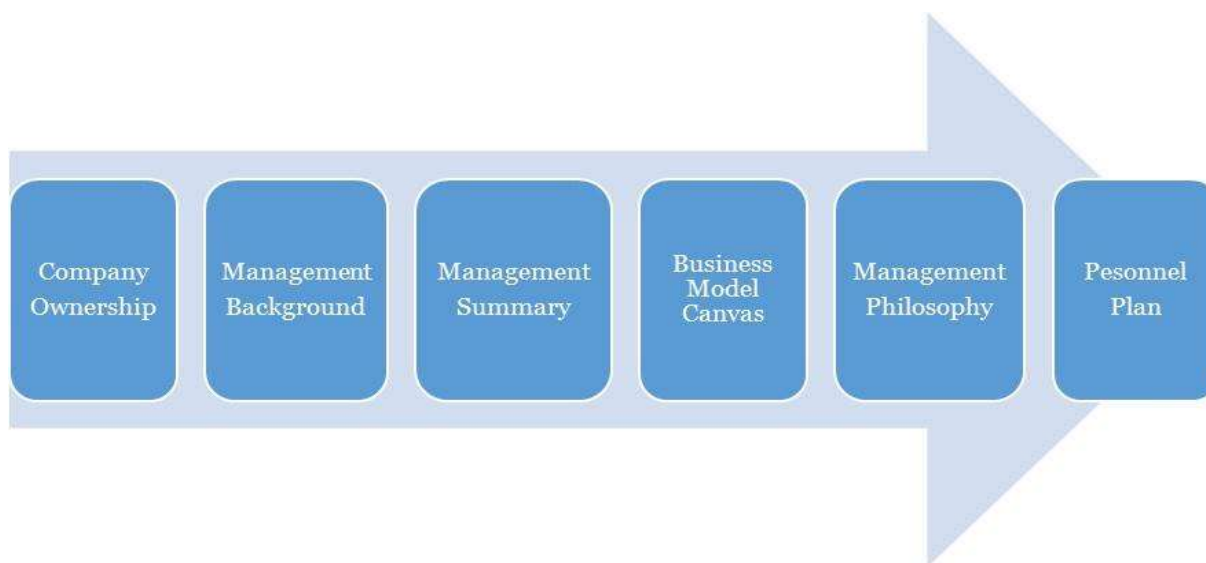 Company
Ownership
Management
Background
Management
Summary
Business
Model
Canvas
Management
Philosophy
Pesonnel
Plan